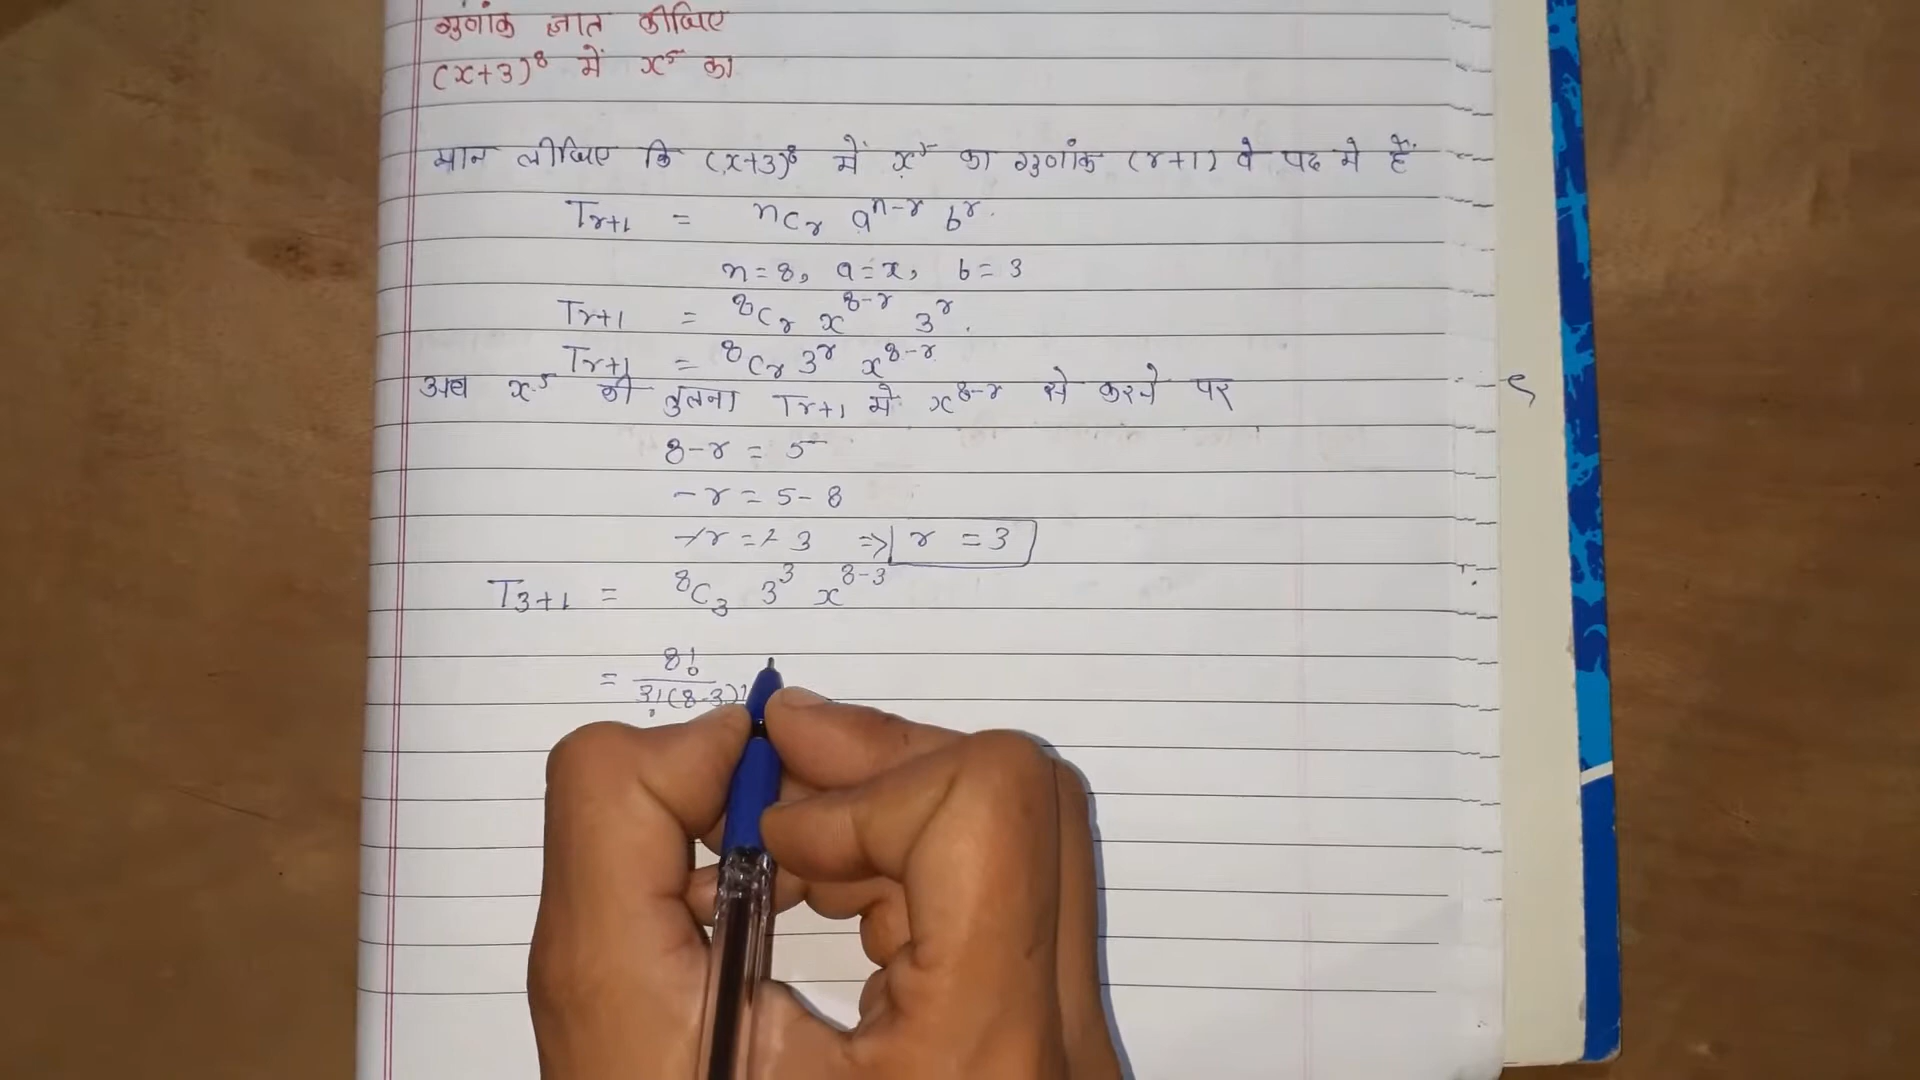 गुणांक ज्ञात कीजिए
(x+3)⁸ में x⁵ का
मान लीजिए कि (x+3)⁸ में x⁵ का गुणांक (r+1) वे पद मे हैं
Tr+1 = ⁿCr aⁿ⁻ʳ bʳ.
n=8, a=x, b=3
Tr+1 = ⁸Cr x⁸⁻ʳ 3ʳ.
Tr+1 = ⁸Cr 3ʳ x⁸⁻ʳ
अब x⁵ की तुलना Tr+1 मे x⁸⁻ʳ से करने पर
8-r = 5
-r = 5-8
-r = -3 ⇒ r = 3
T3+1 = ⁸C₃ 3³ x⁸⁻³
= 8! / 3!(8-3)!